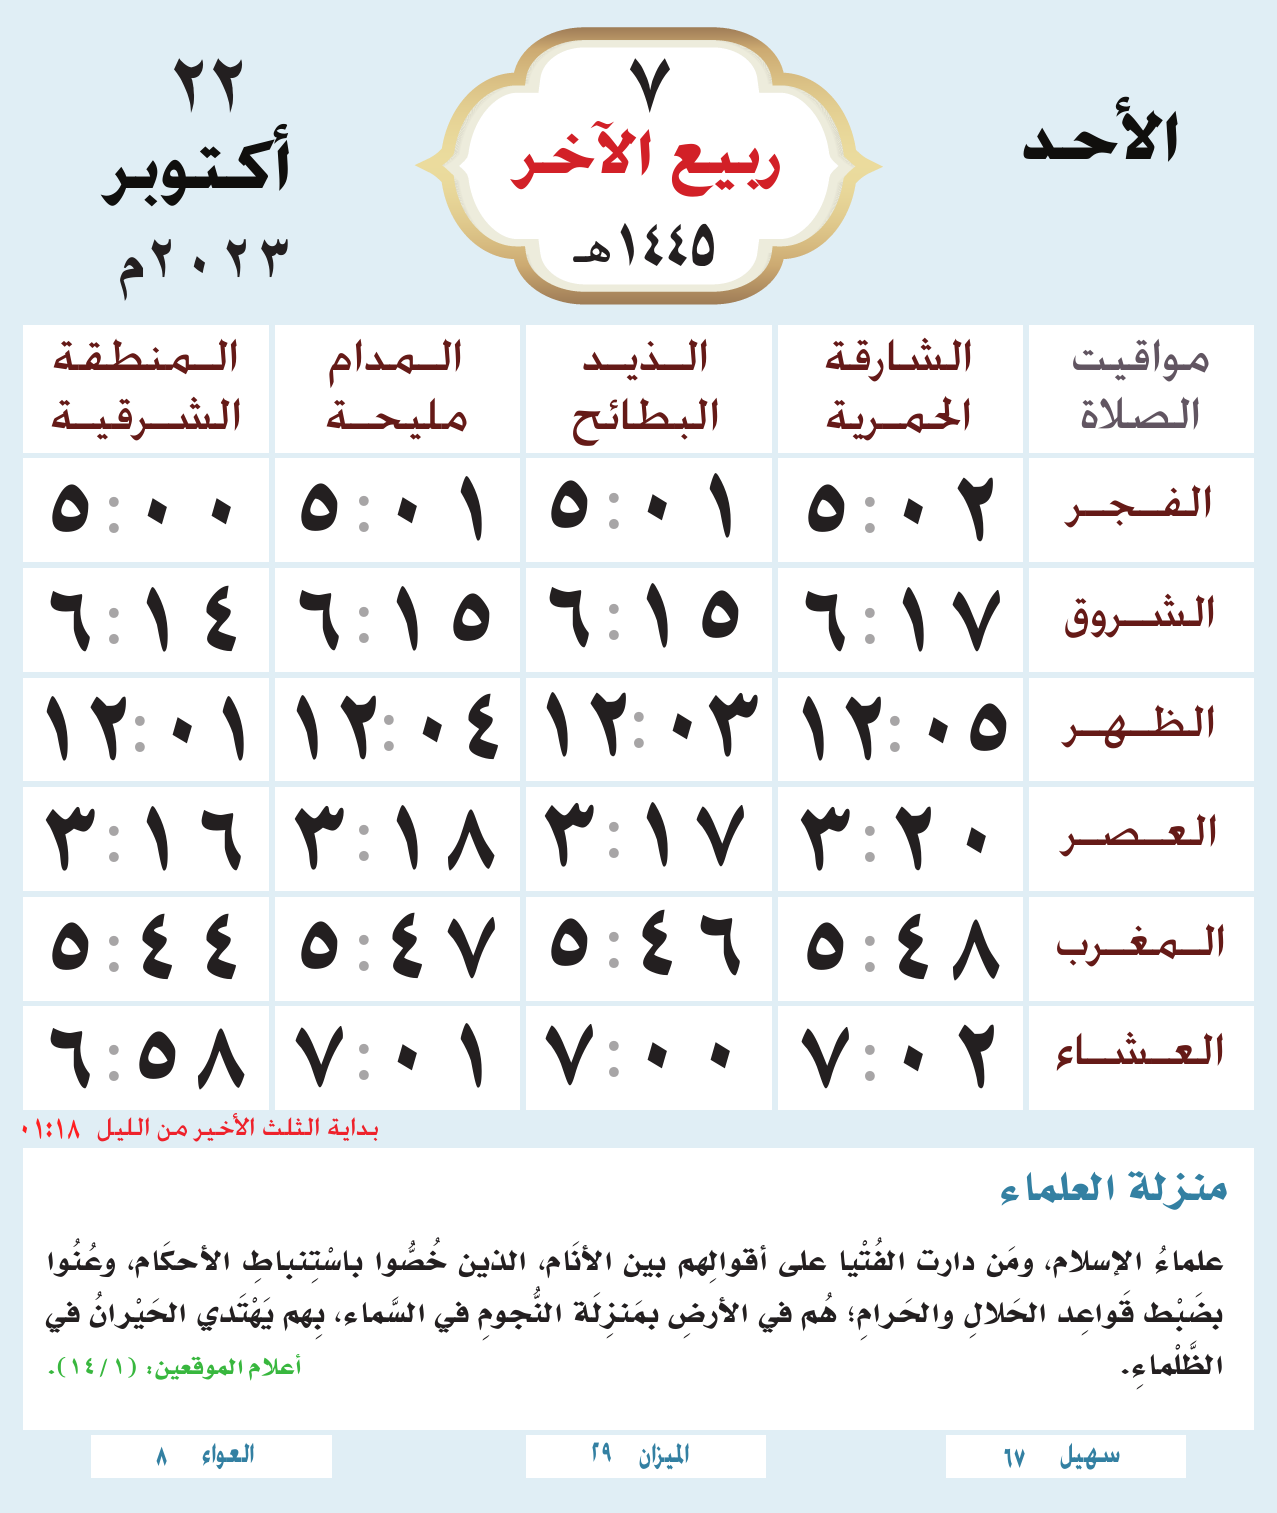 الأحد
٧
ربيع الآخر
١٤٤٥هـ
٢٢
أكتوبر
٢٠٢٣م
مواقيت الصلاة
الشارقة الحمرية
الذيد البطائح
المدام مليحة
المنطقة الشرقية
الفجر ٥:٠٢ ٥:٠١ ٥:٠١ ٥:٠٠
الشروق ٦:١٧ ٦:١٥ ٦:١٥ ٦:١٤
الظهر ١٢:٠٥ ١٢:٠٣ ١٢:٠٤ ١٢:٠١
العصر ٣:٢٠ ٣:١٧ ٣:١٨ ٣:١٦
المغرب ٥:٤٨ ٥:٤٦ ٥:٤٧ ٥:٤٤
العشاء ٧:٠٢ ٧:٠٠ ٧:٠١ ٦:٥٨
بداية الثلث الأخير من الليل ٠١:١٨
منزلة العلماء
علماءُ الإسلام، ومَن دارت الفُتْيا على أقوالِهم بين الأنَام، الذين خُصُّوا باسْتِنباطِ الأحكَام، وعُنُوا
بضَبْط قَواعِد الحَلالِ والحَرامِ؛ هُم في الأرضِ بمَنزِلَة النُّجومِ في السَّماء، بِهم يَهْتَدي الحَيْرانُ في
الظَّلْماءِ.
أعلام الموقعين: (١/ ١٤).
سهيل ٦٧
الميزان ٢٩
العواء ٨